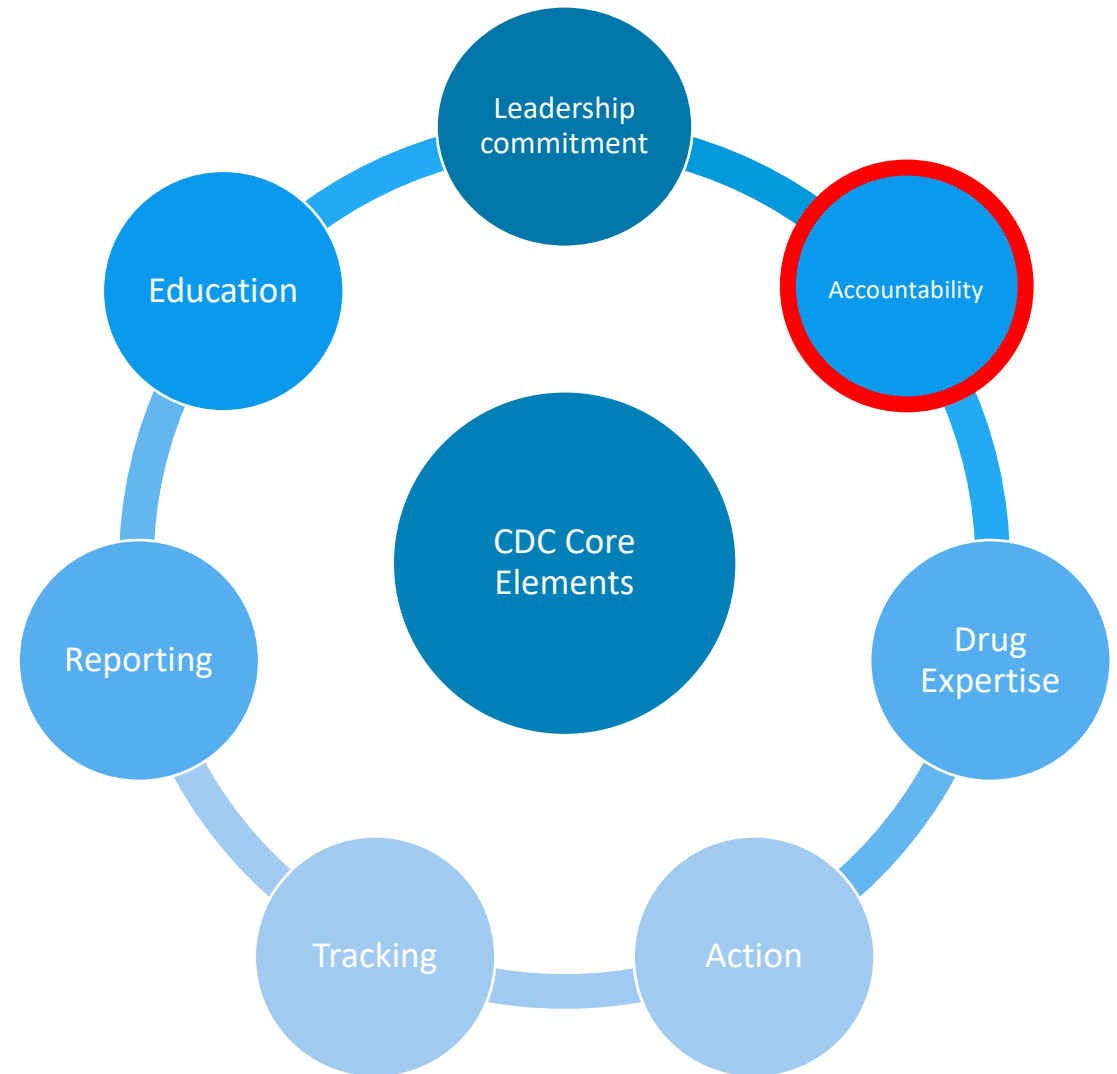 Leadership
commitment
Accountability
Drug
Expertise
Action
Tracking
Reporting
Education
CDC Core
Elements